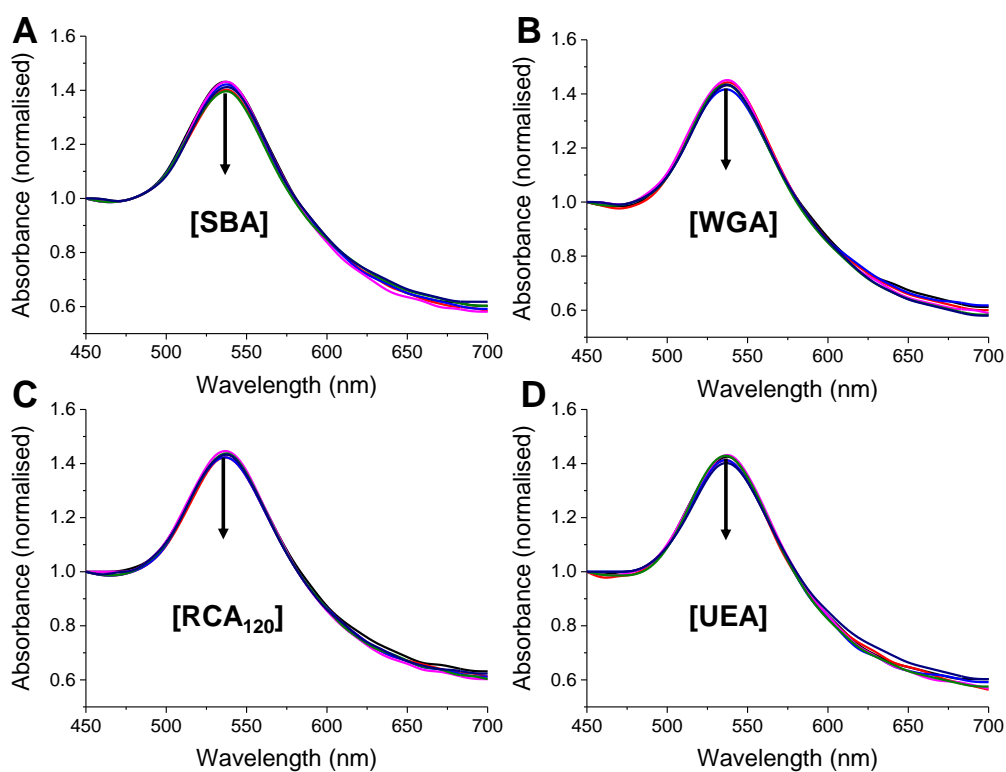 A
Absorbance (normalised)
1.6
1.4
1.2
1.0
0.8
0.6
[SBA]
450 500 550 600 650 700
Wavelength (nm)
B
Absorbance (normalised)
1.6
1.4
1.2
1.0
0.8
0.6
[WGA]
450 500 550 600 650 700
Wavelength (nm)
C
Absorbance (normalised)
1.6
1.4
1.2
1.0
0.8
0.6
[RCA₁₂₀]
450 500 550 600 650 700
Wavelength (nm)
D
Absorbance (normalised)
1.6
1.4
1.2
1.0
0.8
0.6
[UEA]
450 500 550 600 650 700
Wavelength (nm)